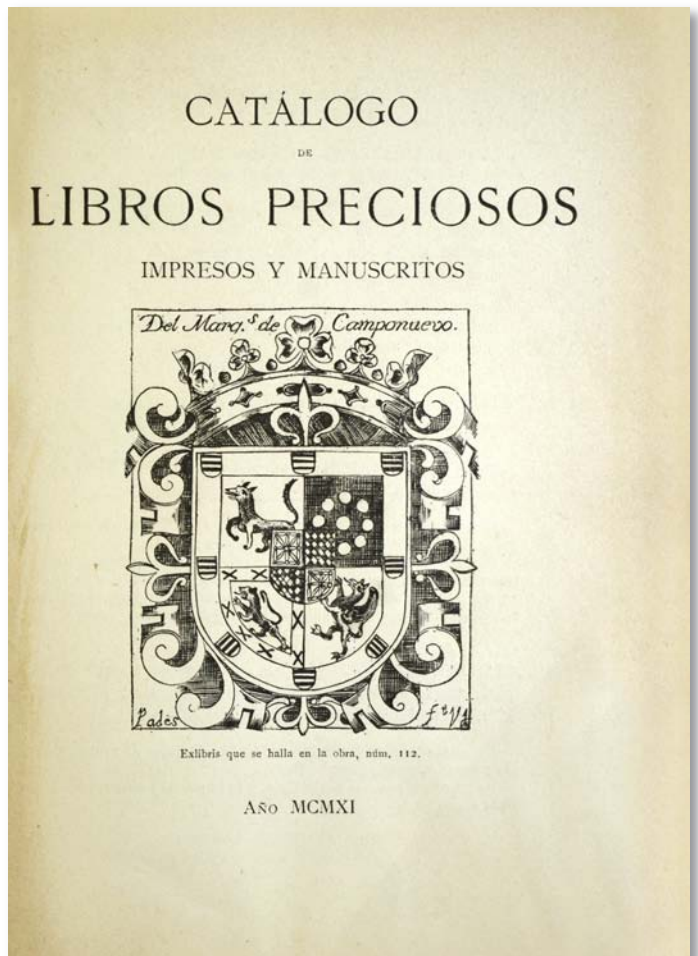 CATÁLOGO
DE
LIBROS PRECIOSOS
IMPRESOS Y MANUSCRITOS
Del Marq.s de Camponuevo.
Padès
Exlibris que se halla en la obra, núm. 112.
Año MCMXI